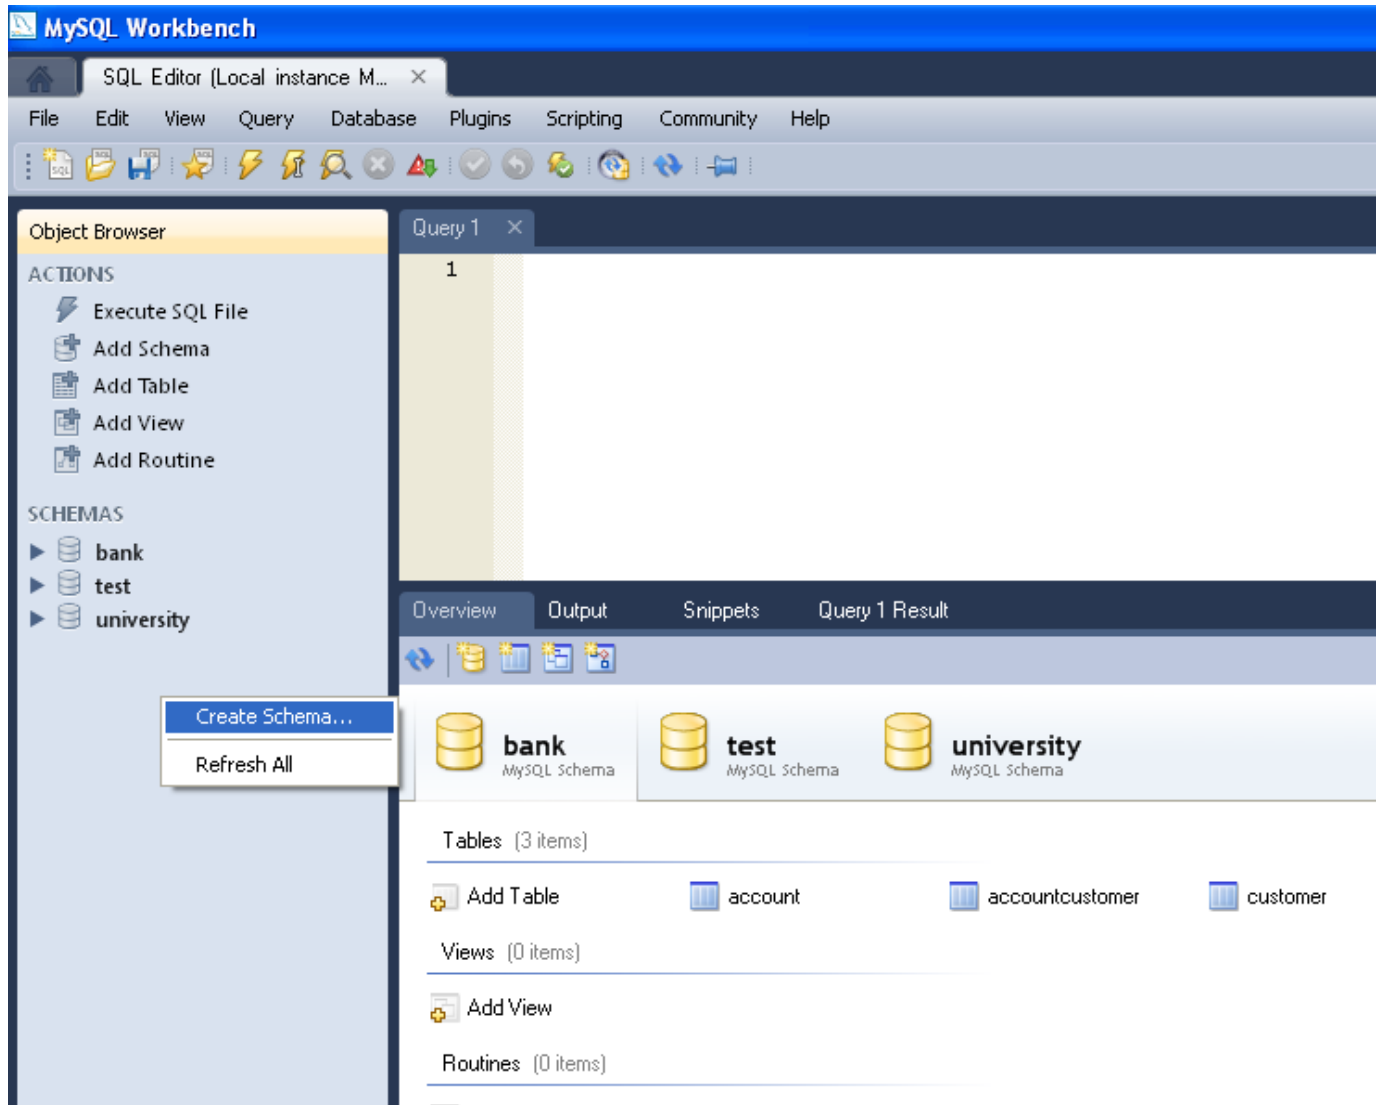 MySQL Workbench
SQL Editor (Local instance M...
File Edit View Query Database Plugins Scripting Community Help
Object Browser
ACTIONS
Execute SQL File
Add Schema
Add Table
Add View
Add Routine
SCHEMAS
bank
test
university
Create Schema...
Refresh All
Query 1
1
Overview Output Snippets Query 1 Result
bank
MySQL Schema
test
MySQL Schema
university
MySQL Schema
Tables (3 items)
Add Table account accountcustomer customer
Views (0 items)
Add View
Routines (0 items)